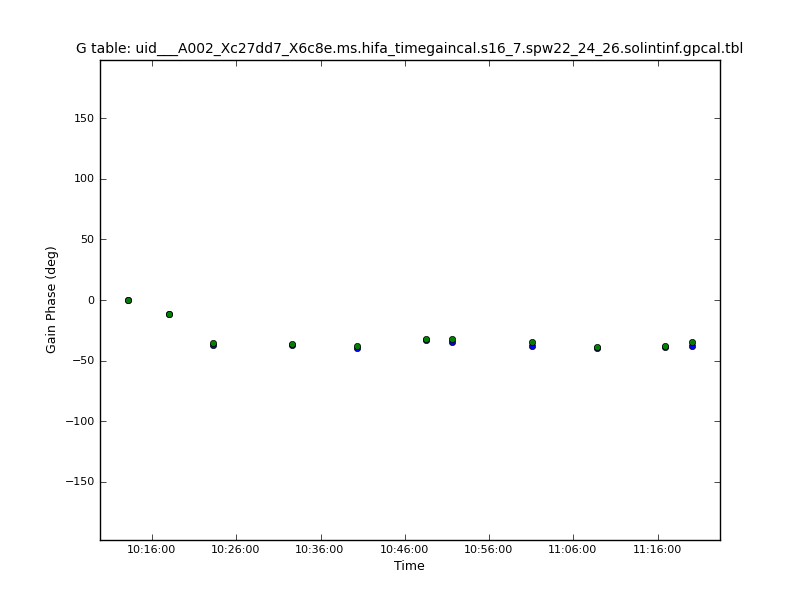 G table: uid___A002_Xc27dd7_X6c8e.ms.hifa_timegaincal.s16_7.spw22_24_26.solintinf.gpcal.tbl
150
100
50
0
−50
−100
−150
Gain Phase (deg)
10:16:00 10:26:00 10:36:00 10:46:00 10:56:00 11:06:00 11:16:00
Time